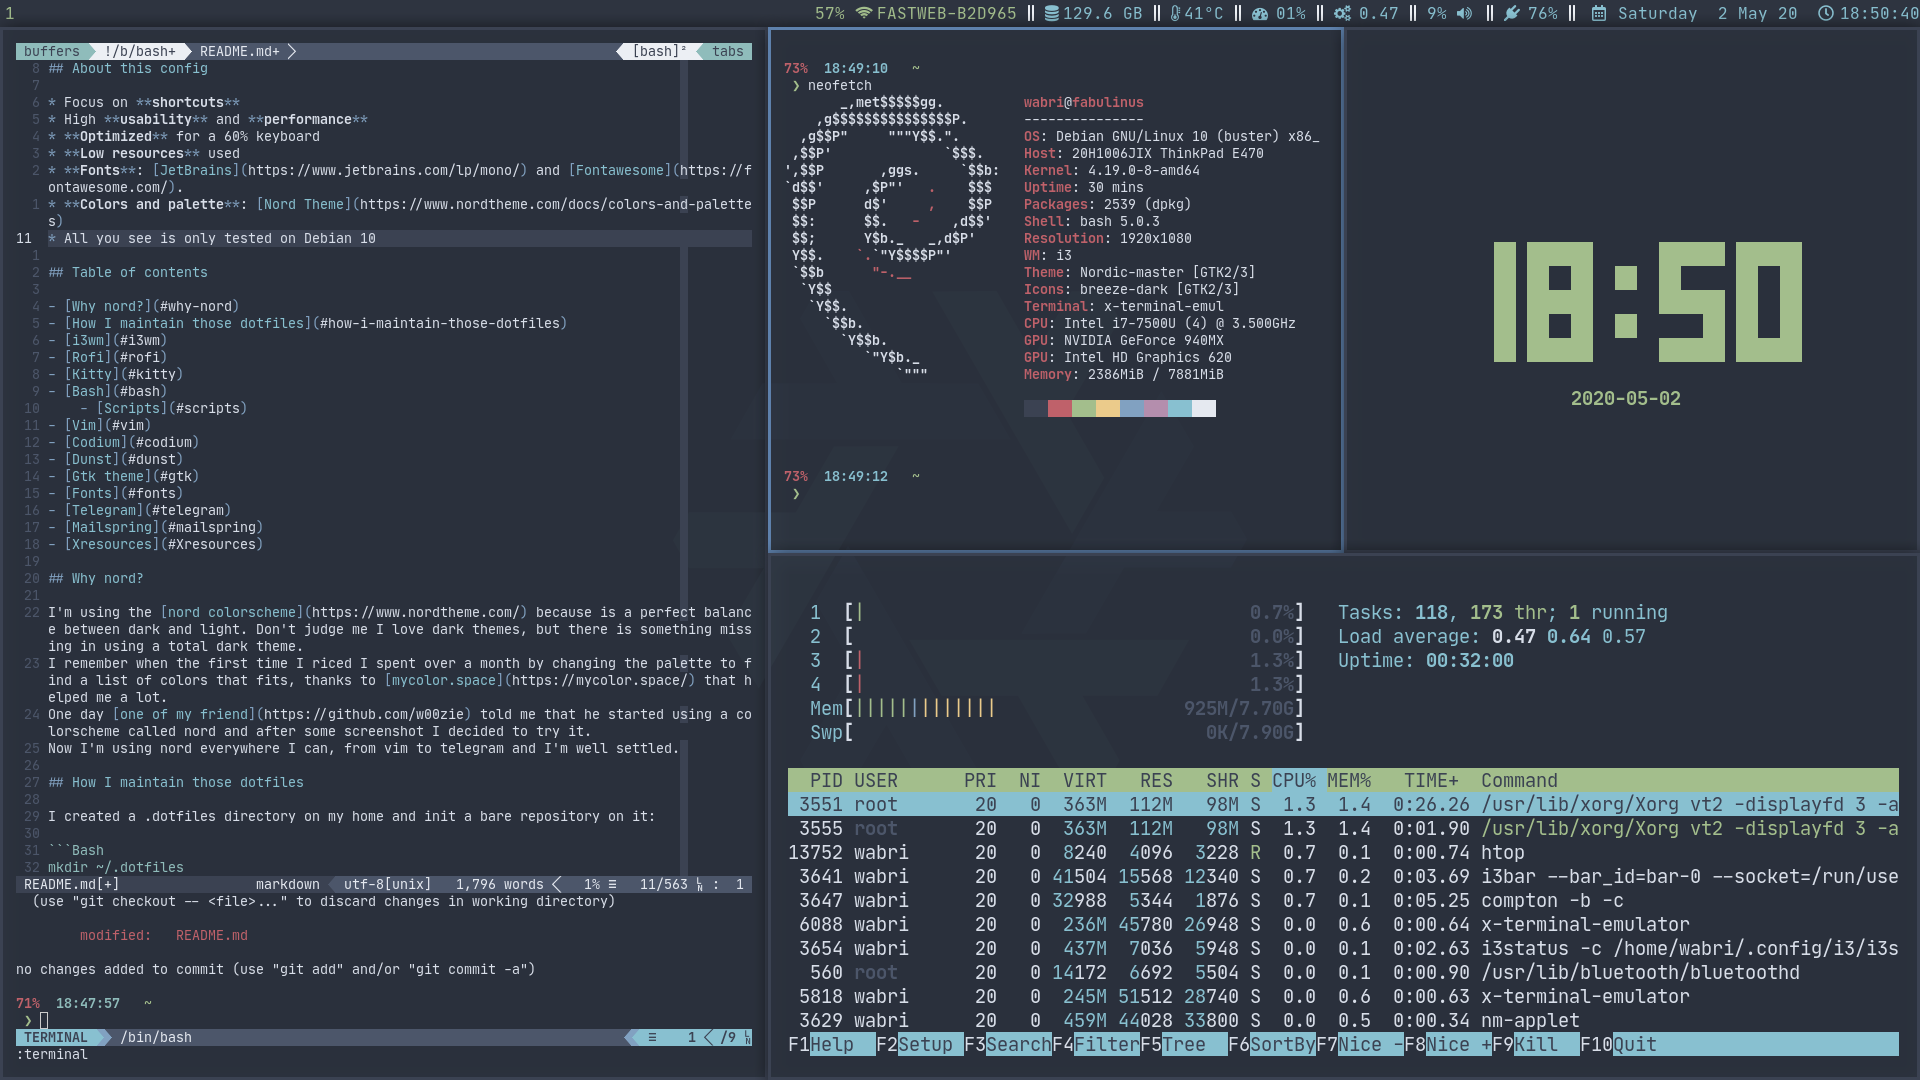 1
57% FASTWEB-B2D965 || 129.6 GB || 41°C || 01% || 0.47 || 9% || 76% || Saturday 2 May 20 18:50:40
buffers !/b/bash+ README.md+ [bash]² tabs
8 ## About this config
7
6 * Focus on **shortcuts**
5 * High **usability** and **performance**
4 * **Optimized** for a 60% keyboard
3 * **Low resources** used
2 * **Fonts**: [JetBrains](https://www.jetbrains.com/lp/mono/) and [Fontawesome](https://f
ontawesome.com/).
1 * **Colors and palette**: [Nord Theme](https://www.nordtheme.com/docs/colors-and-palette
s)
11 * All you see is only tested on Debian 10
1
2 ## Table of contents
3
4 - [Why nord?](#why-nord)
5 - [How I maintain those dotfiles](#how-i-maintain-those-dotfiles)
6 - [i3wm](#i3wm)
7 - [Rofi](#rofi)
8 - [Kitty](#kitty)
9 - [Bash](#bash)
10 - [Scripts](#scripts)
11 - [Vim](#vim)
12 - [Codium](#codium)
13 - [Dunst](#dunst)
14 - [Gtk theme](#gtk)
15 - [Fonts](#fonts)
16 - [Telegram](#telegram)
17 - [Mailspring](#mailspring)
18 - [Xresources](#Xresources)
19
20 ## Why nord?
21
22 I'm using the [nord colorscheme](https://www.nordtheme.com/) because is a perfect balanc
e between dark and light. Don't judge me I love dark themes, but there is something miss
ing in using a total dark theme.
23 I remember when the first time I riced I spent over a month by changing the palette to f
ind a list of colors that fits, thanks to [mycolor.space](https://mycolor.space/) that h
elped me a lot.
24 One day [one of my friend](https://github.com/w00zie) told me that he started using a co
lorscheme called nord and after some screenshot I decided to try it.
25 Now I'm using nord everywhere I can, from vim to telegram and I'm well settled.
26
27 ## How I maintain those dotfiles
28
29 I created a .dotfiles directory on my home and init a bare repository on it:
30
31 ```Bash
32 mkdir ~/.dotfiles
README.md[+] markdown utf-8[unix] 1,796 words 1% ≡ 11/563 ㏑ : 1
(use "git checkout -- <file>..." to discard changes in working directory)
modified: README.md
no changes added to commit (use "git add" and/or "git commit -a")
71% 18:47:57 ~
❯
TERMINAL /bin/bash ≡ 1 /9 ㏑
:terminal
73% 18:49:10 ~
❯ neofetch
_,met$$$$$gg.
,g$$$$$$$$$$$$$$$P.
,g$$P" """Y$$.".
,$$P' `$$$.
',$$P ,ggs. `$$b:
`d$$' ,$P"' . $$$
$$P d$' , $$P
$$: $$. - ,d$$'
$$; Y$b._ _,d$P'
Y$$. `.`"Y$$$$P"'
`$$b "-.__
`Y$$
`Y$$.
`$$b.
`Y$$b.
`"Y$b._
`"""
wabri@fabulinus
---------------
OS: Debian GNU/Linux 10 (buster) x86_
Host: 20H1006JIX ThinkPad E470
Kernel: 4.19.0-8-amd64
Uptime: 30 mins
Packages: 2539 (dpkg)
Shell: bash 5.0.3
Resolution: 1920x1080
WM: i3
Theme: Nordic-master [GTK2/3]
Icons: breeze-dark [GTK2/3]
Terminal: x-terminal-emul
CPU: Intel i7-7500U (4) @ 3.500GHz
GPU: NVIDIA GeForce 940MX
GPU: Intel HD Graphics 620
Memory: 2386MiB / 7881MiB
73% 18:49:12 ~
❯
18:50
2020-05-02
1 [| 0.7%]
2 [ 0.0%]
3 [| 1.3%]
4 [| 1.3%]
Mem[||||||||||||| 925M/7.70G]
Swp[ 0K/7.90G]
Tasks: 118, 173 thr; 1 running
Load average: 0.47 0.64 0.57
Uptime: 00:32:00
PID USER PRI NI VIRT RES SHR S CPU% MEM% TIME+ Command
3551 root 20 0 363M 112M 98M S 1.3 1.4 0:26.26 /usr/lib/xorg/Xorg vt2 -displayfd 3 -a
3555 root 20 0 363M 112M 98M S 1.3 1.4 0:01.90 /usr/lib/xorg/Xorg vt2 -displayfd 3 -a
13752 wabri 20 0 8240 4096 3228 R 0.7 0.1 0:00.74 htop
3641 wabri 20 0 41504 15568 12340 S 0.7 0.2 0:03.69 i3bar --bar_id=bar-0 --socket=/run/use
3647 wabri 20 0 32988 5344 1876 S 0.7 0.1 0:05.25 compton -b -c
6088 wabri 20 0 236M 45780 26948 S 0.0 0.6 0:00.64 x-terminal-emulator
3654 wabri 20 0 437M 7036 5948 S 0.0 0.1 0:02.63 i3status -c /home/wabri/.config/i3/i3s
560 root 20 0 14172 6692 5504 S 0.0 0.1 0:00.90 /usr/lib/bluetooth/bluetoothd
5818 wabri 20 0 245M 51512 28740 S 0.0 0.6 0:00.63 x-terminal-emulator
3629 wabri 20 0 459M 44028 33800 S 0.0 0.5 0:00.34 nm-applet
F1Help F2Setup F3SearchF4FilterF5Tree F6SortByF7Nice -F8Nice +F9Kill F10Quit